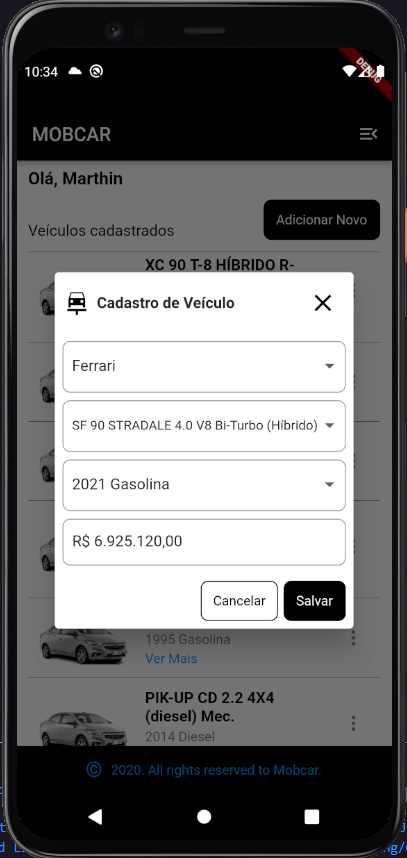 10:34
DEBUG
MOBCAR
Olá, Marthin
Adicionar Novo
Veículos cadastrados
XC 90 T-8 HÍBRIDO R-
Cadastro de Veículo
Ferrari
SF 90 STRADALE 4.0 V8 Bi-Turbo (Híbrido)
2021 Gasolina
R$ 6.925.120,00
Cancelar
Salvar
1995 Gasolina
Ver Mais
PIK-UP CD 2.2 4X4
(diesel) Mec.
2014 Diesel
© 2020. All rights reserved to Mobcar.